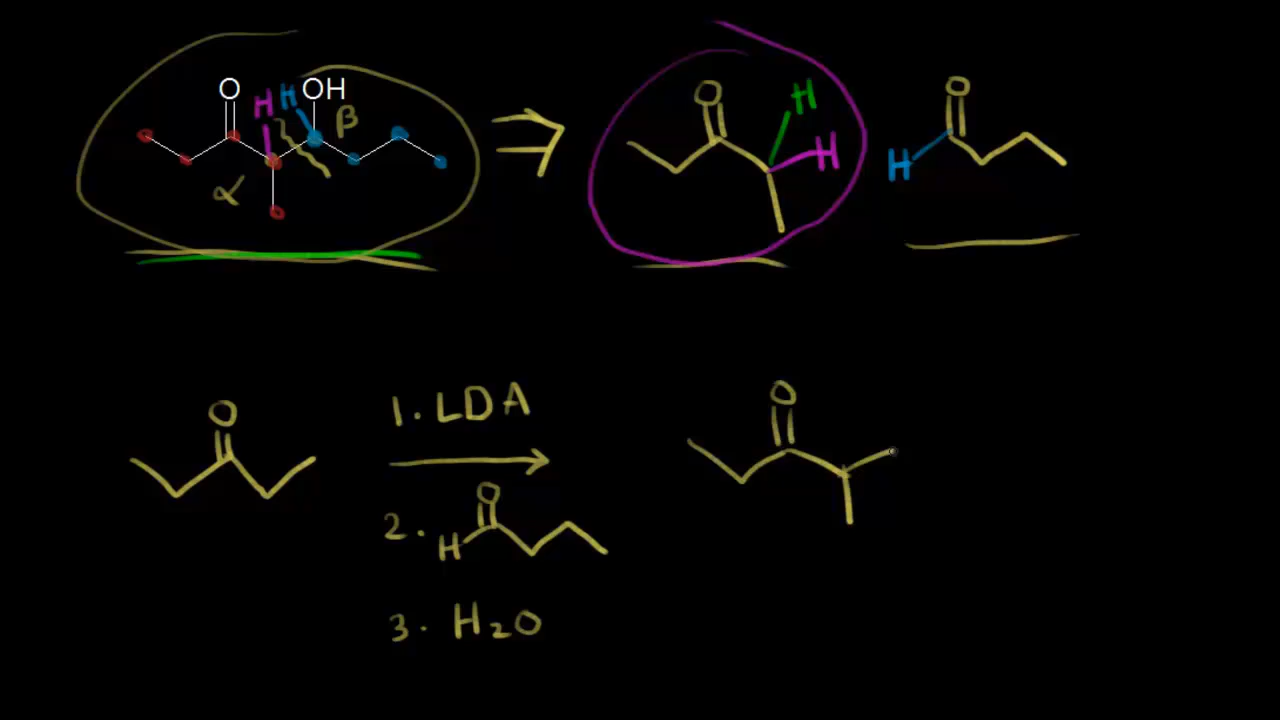 O H H OH β
α
O H H
O H
O
1. LDA
2. H O
3. H₂O
O